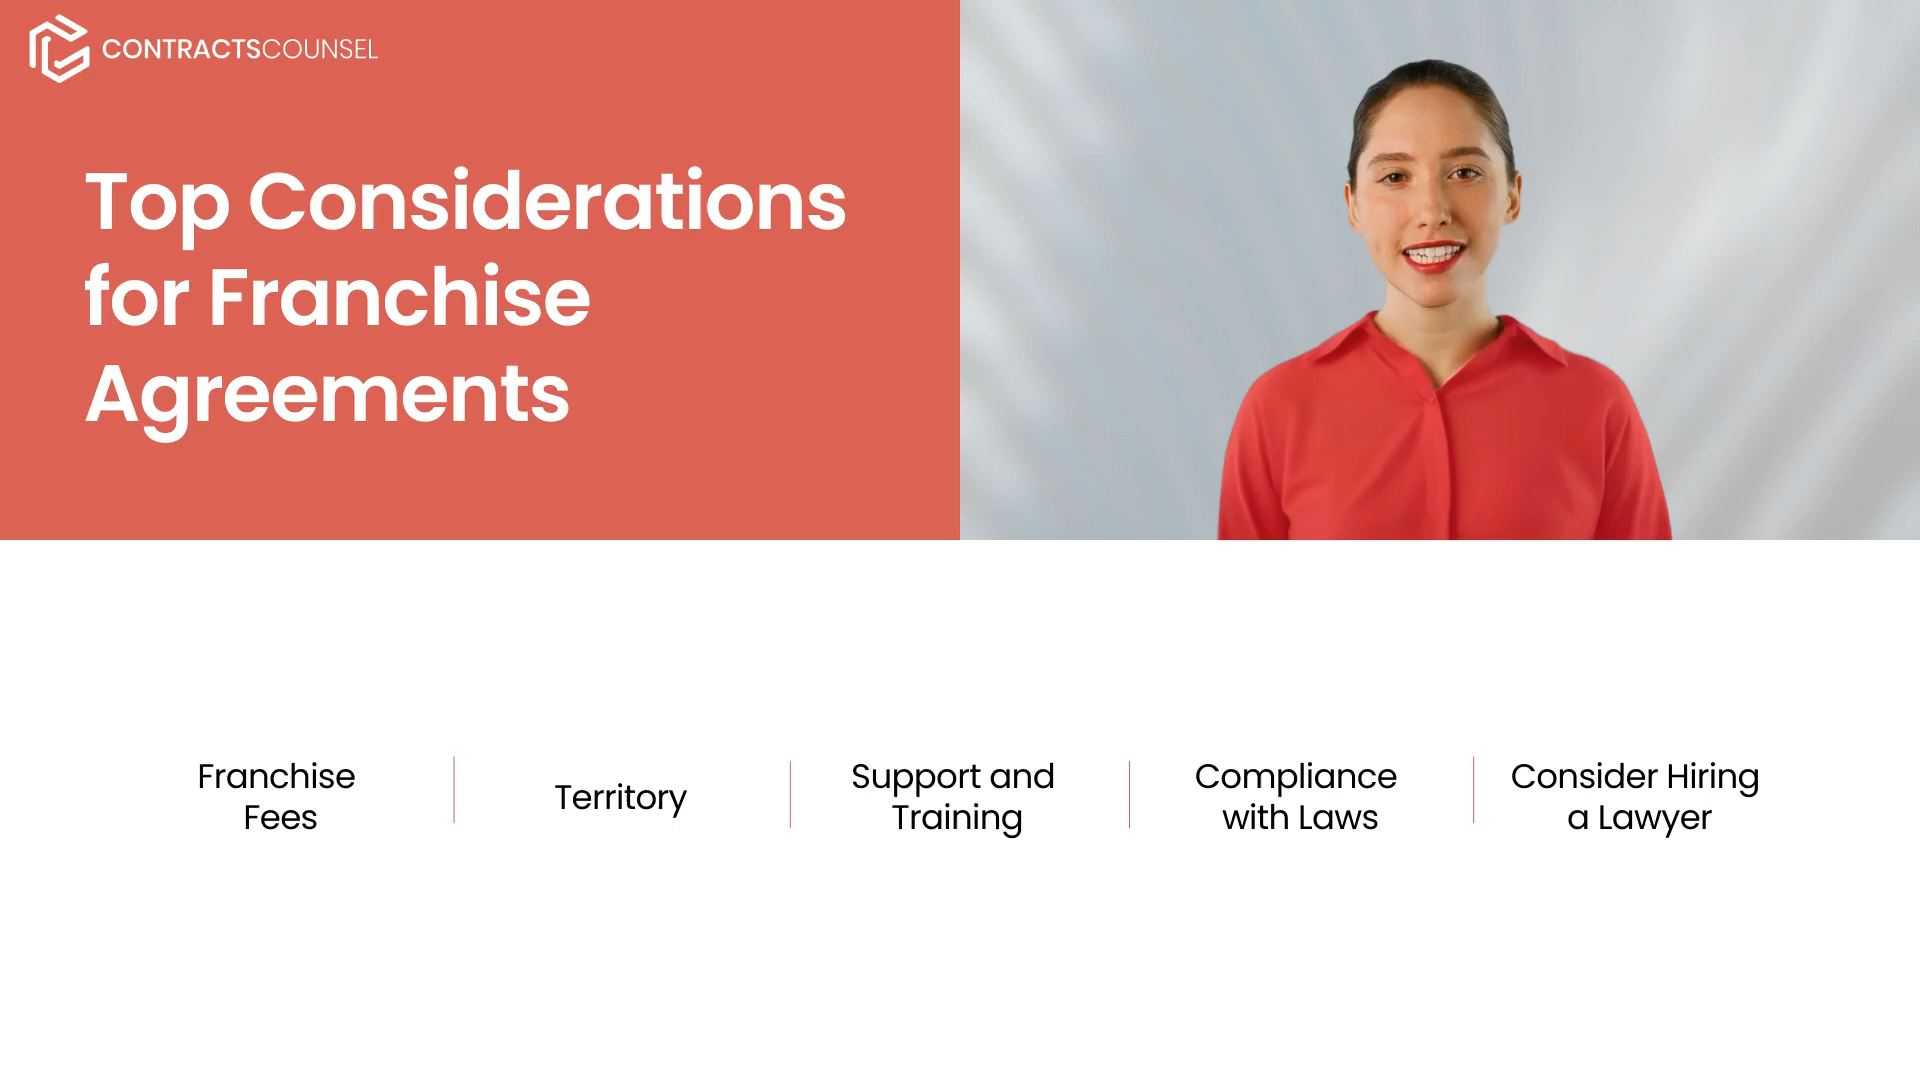 CONTRACTSCOUNSEL
Top Considerations
for Franchise
Agreements
Franchise
Fees
Territory
Support and
Training
Compliance
with Laws
Consider Hiring
a Lawyer